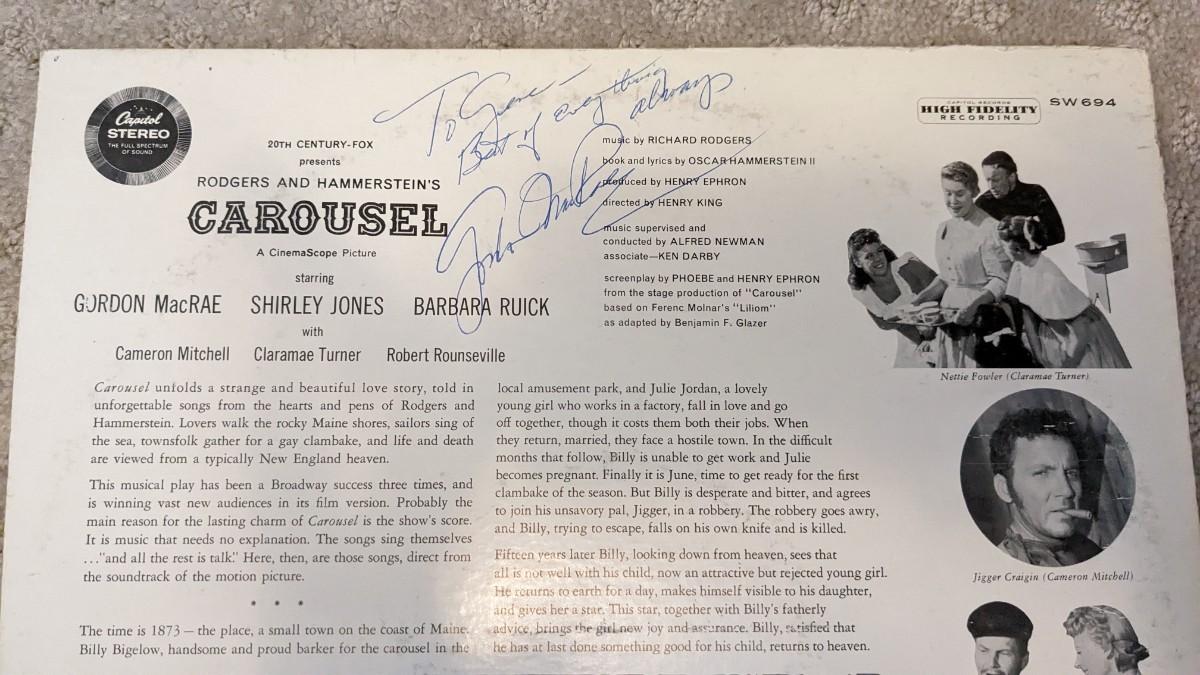 Capitol
STEREO
THE FULL SPECTRUM
OF SOUND
To Gene
Best of everything
always
Gordon MacRae
CAPITOL RECORDS
HIGH FIDELITY
RECORDING
SW694
20TH CENTURY-FOX
presents
RODGERS AND HAMMERSTEIN'S
CAROUSEL
A CinemaScope Picture
starring
GORDON MacRAE SHIRLEY JONES BARBARA RUICK
with
Cameron Mitchell Claramae Turner Robert Rounseville
music by RICHARD RODGERS
book and lyrics by OSCAR HAMMERSTEIN II
produced by HENRY EPHRON
directed by HENRY KING
music supervised and
conducted by ALFRED NEWMAN
associate—KEN DARBY
screenplay by PHOEBE and HENRY EPHRON
from the stage production of "Carousel"
based on Ferenc Molnar's "Liliom"
as adapted by Benjamin F. Glazer
Carousel unfolds a strange and beautiful love story, told in
unforgettable songs from the hearts and pens of Rodgers and
Hammerstein. Lovers walk the rocky Maine shores, sailors sing of
the sea, townsfolk gather for a gay clambake, and life and death
are viewed from a typically New England heaven.
This musical play has been a Broadway success three times, and
is winning vast new audiences in its film version. Probably the
main reason for the lasting charm of Carousel is the show's score.
It is music that needs no explanation. The songs sing themselves
..."and all the rest is talk." Here, then, are those songs, direct from
the soundtrack of the motion picture.
* * *
The time is 1873 — the place, a small town on the coast of Maine.
Billy Bigelow, handsome and proud barker for the carousel in the
local amusement park, and Julie Jordan, a lovely
young girl who works in a factory, fall in love and go
off together, though it costs them both their jobs. When
they return, married, they face a hostile town. In the difficult
months that follow, Billy is unable to get work and Julie
becomes pregnant. Finally it is June, time to get ready for the first
clambake of the season. But Billy is desperate and bitter, and agrees
to join his unsavory pal, Jigger, in a robbery. The robbery goes awry,
and Billy, trying to escape, falls on his own knife and is killed.
Fifteen years later Billy, looking down from heaven, sees that
all is not well with his child, now an attractive but rejected young girl.
He returns to earth for a day, makes himself visible to his daughter,
and gives her a star. This star, together with Billy's fatherly
advice, brings the girl new joy and assurance. Billy, satisfied that
he has at last done something good for his child, returns to heaven.
Nettie Fowler (Claramae Turner)
Jigger Craigin (Cameron Mitchell)